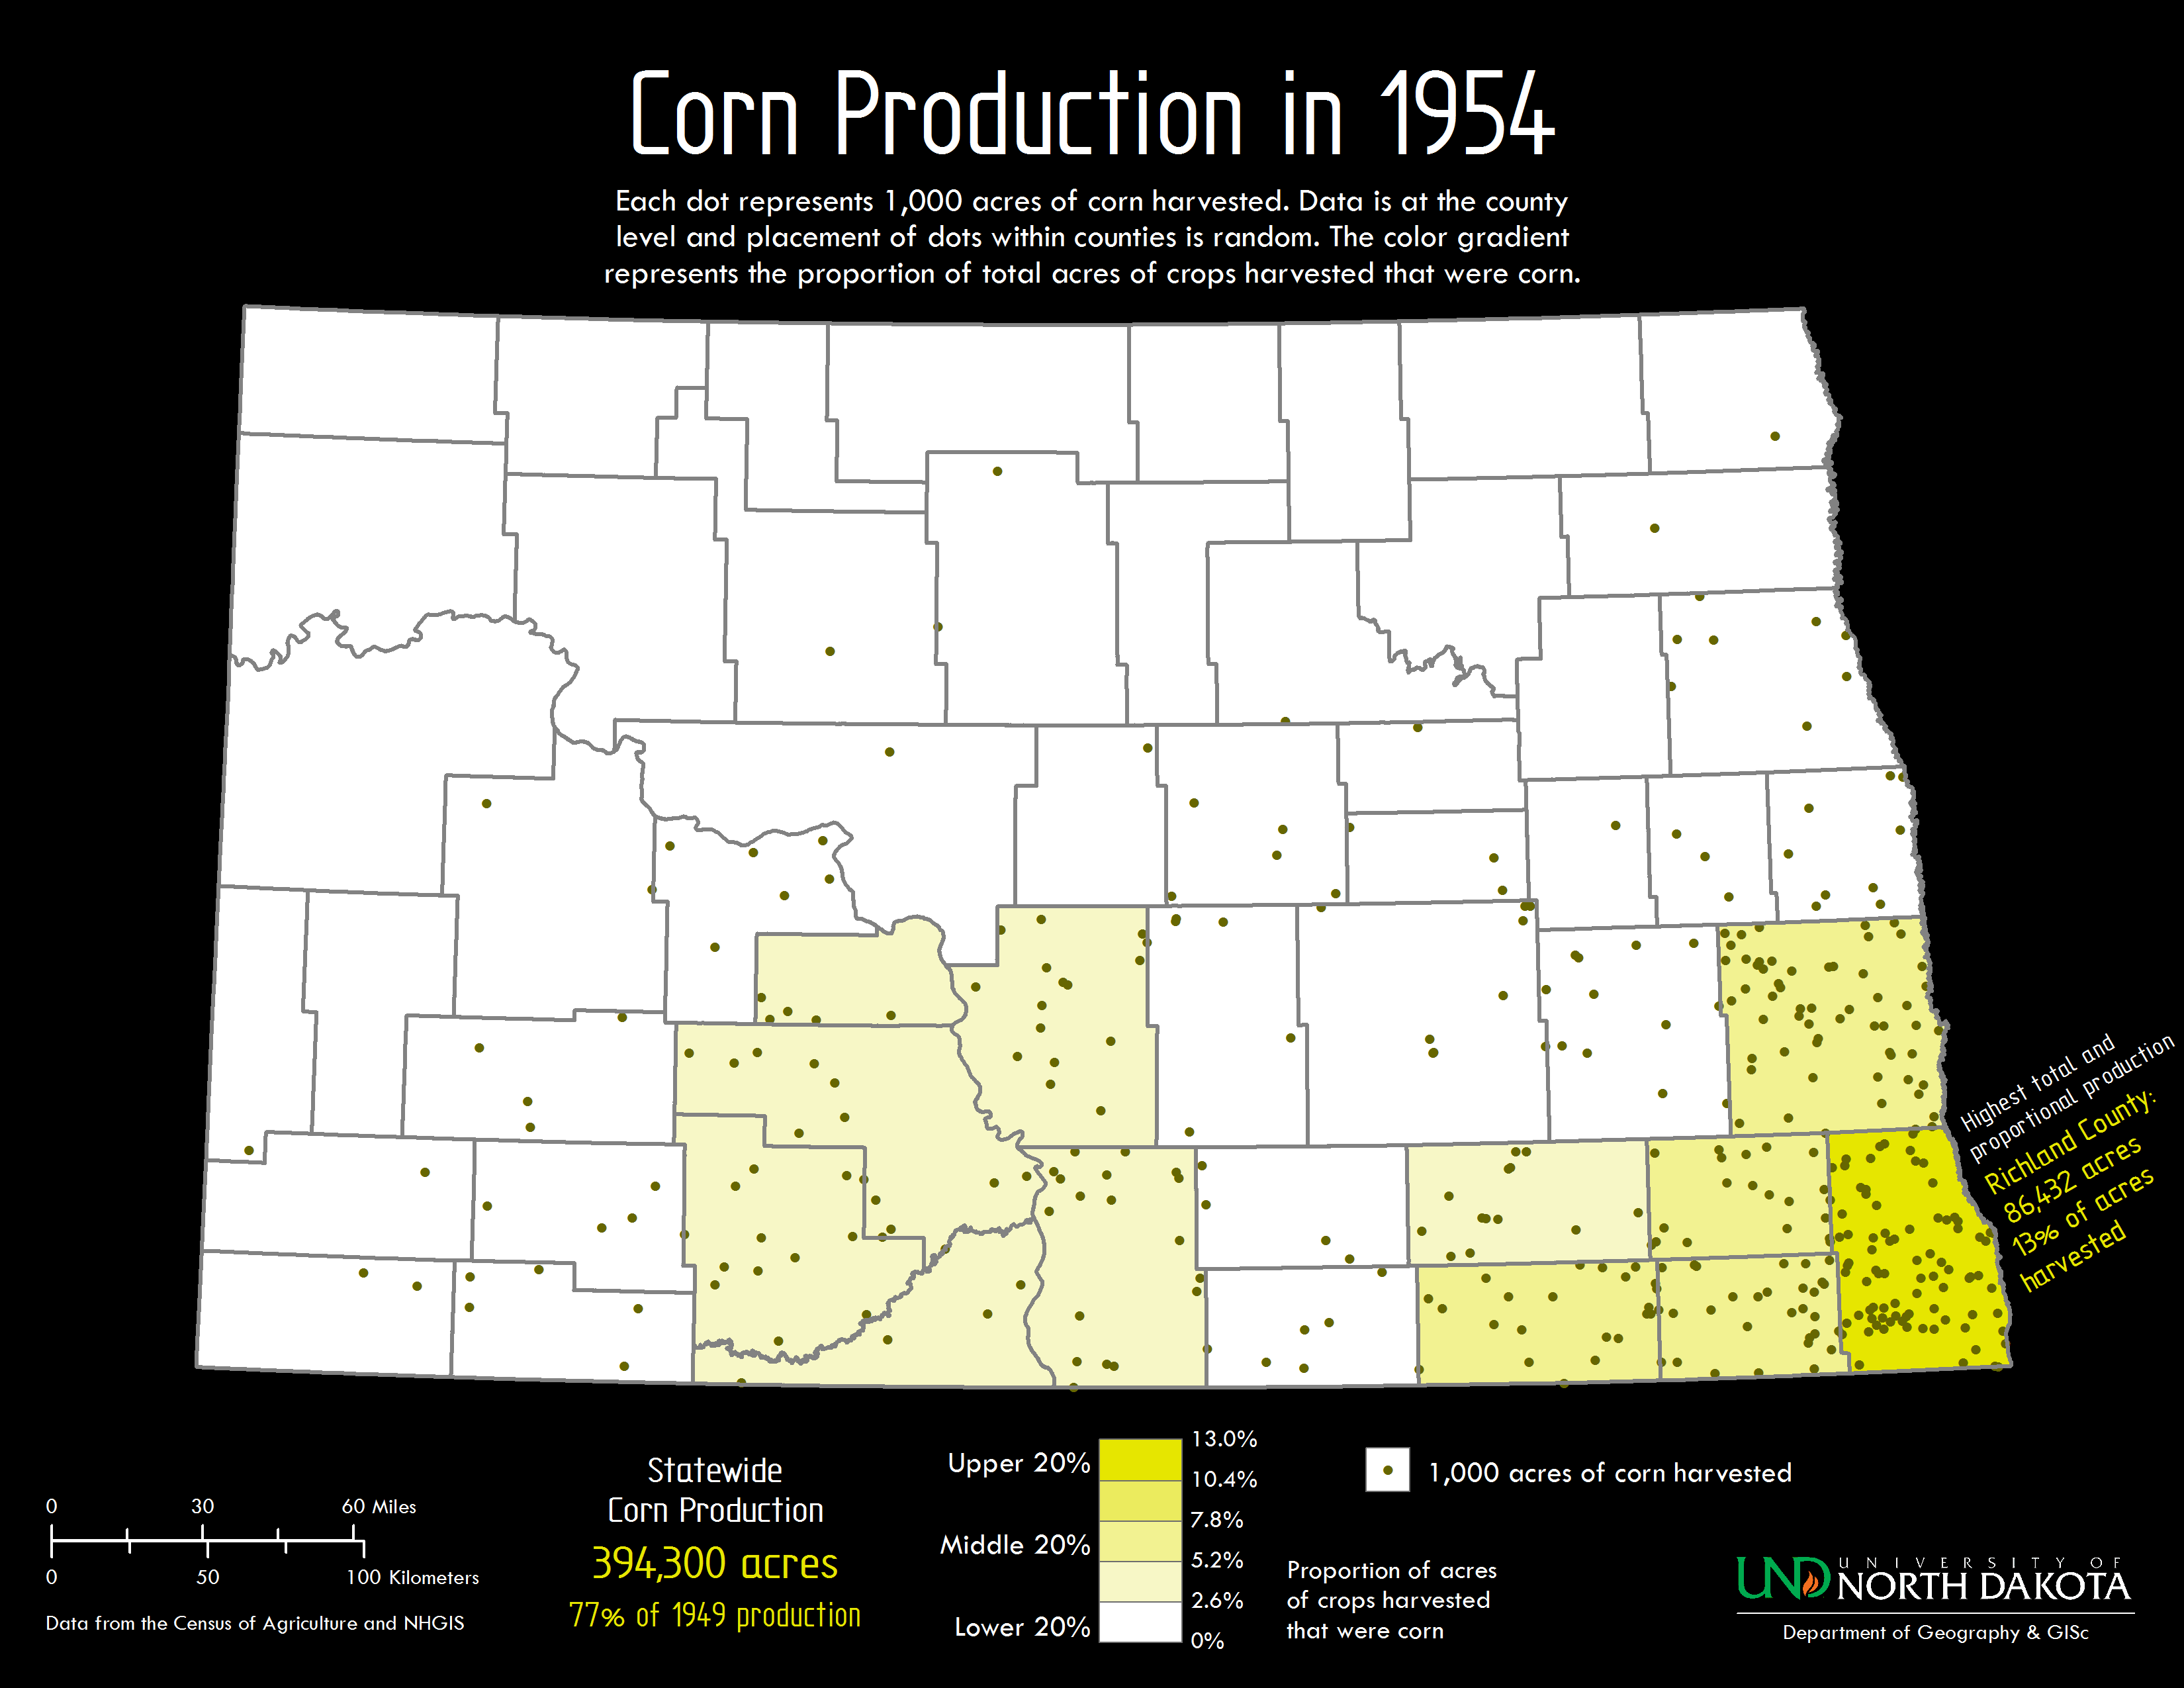 Corn Production in 1954
Each dot represents 1,000 acres of corn harvested. Data is at the county
level and placement of dots within counties is random. The color gradient
represents the proportion of total acres of crops harvested that were corn.
Highest total and
proportional production
Richland County:
86,432 acres
13% of acres
harvested
0 30 60 Miles
0 50 100 Kilometers
Data from the Census of Agriculture and NHGIS
Statewide
Corn Production
394,300 acres
77% of 1949 production
Upper 20%
Middle 20%
Lower 20%
13.0%
10.4%
7.8%
5.2%
2.6%
0%
1,000 acres of corn harvested
Proportion of acres
of crops harvested
that were corn
UND
UNIVERSITY OF
NORTH DAKOTA
Department of Geography & GISc